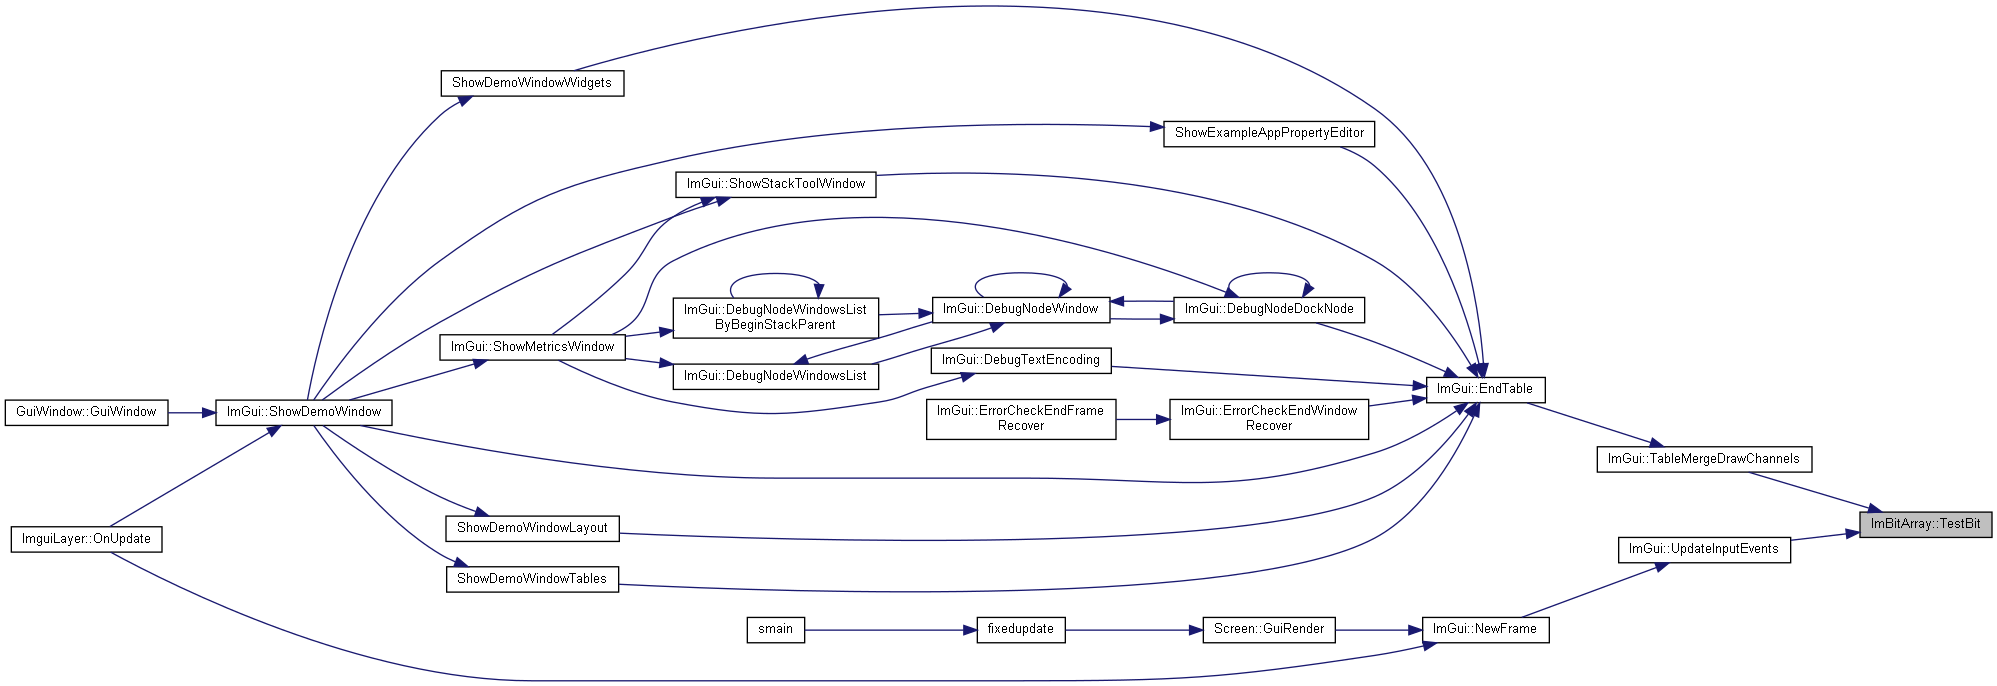 ShowDemoWindowWidgets
ShowExampleAppPropertyEditor
ImGui::ShowStackToolWindow
ImGui::DebugNodeWindowsList
ByBeginStackParent
ImGui::DebugNodeWindow
ImGui::DebugNodeDockNode
ImGui::ShowMetricsWindow
ImGui::DebugNodeWindowsList
ImGui::DebugTextEncoding
ImGui::EndTable
GuiWindow::GuiWindow
ImGui::ShowDemoWindow
ImGui::ErrorCheckEndFrame
Recover
ImGui::ErrorCheckEndWindow
Recover
ImGui::TableMergeDrawChannels
ImguiLayer::OnUpdate
ShowDemoWindowLayout
ImBitArray::TestBit
ImGui::UpdateInputEvents
ShowDemoWindowTables
smain
fixedupdate
Screen::GuiRender
ImGui::NewFrame